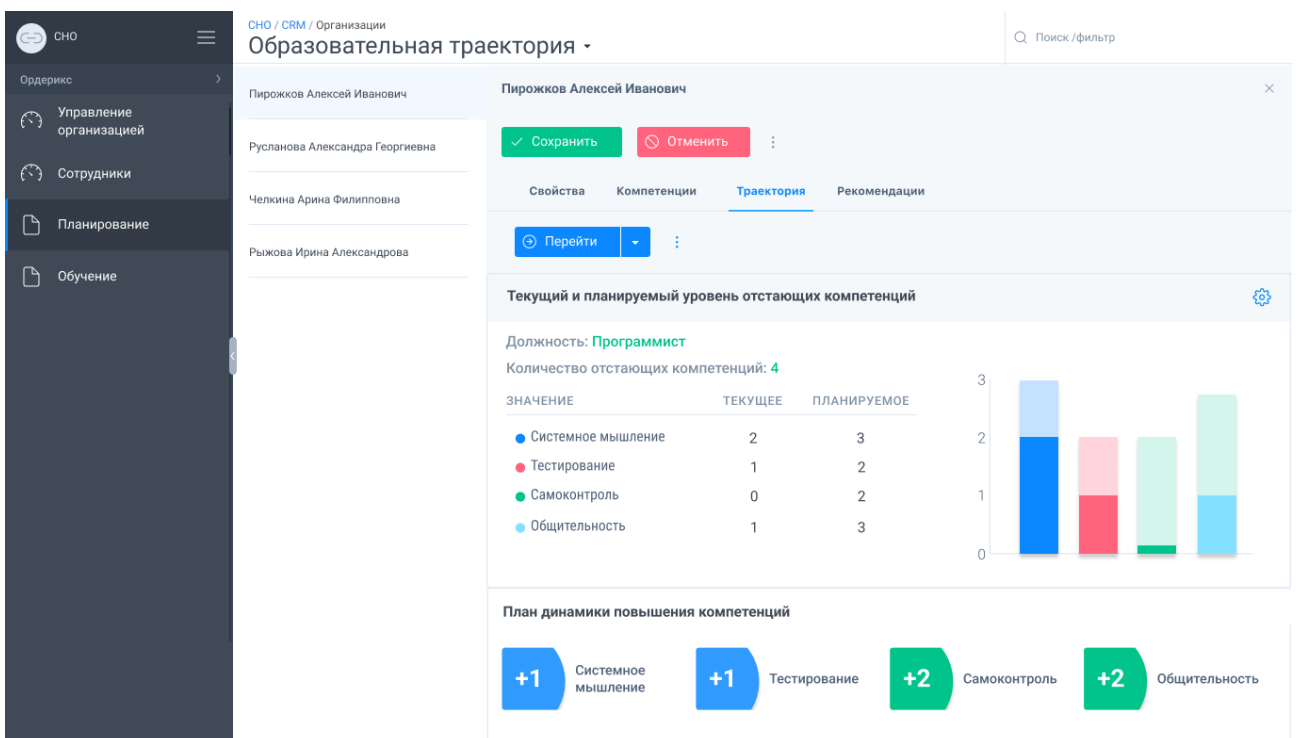 СНО
Ордерикс
Управление
организацией
Сотрудники
Планирование
Обучение
СНО / CRM / Организации
Образовательная траектория
Поиск /фильтр
Пирожков Алексей Иванович
Русланова Александра Георгиевна
Челкина Арина Филипповна
Рыжова Ирина Александрова
Пирожков Алексей Иванович
Сохранить Отменить
Свойства Компетенции Траектория Рекомендации
Перейти
Текущий и планируемый уровень отстающих компетенций
Должность: Программист
Количество отстающих компетенций: 4
ЗНАЧЕНИЕ ТЕКУЩЕЕ ПЛАНИРУЕМОЕ
Системное мышление 2 3
Тестирование 1 2
Самоконтроль 0 2
Общительность 1 3
3
2
1
0
План динамики повышения компетенций
+1 Системное
мышление
+1 Тестирование
+2 Самоконтроль
+2 Общительность